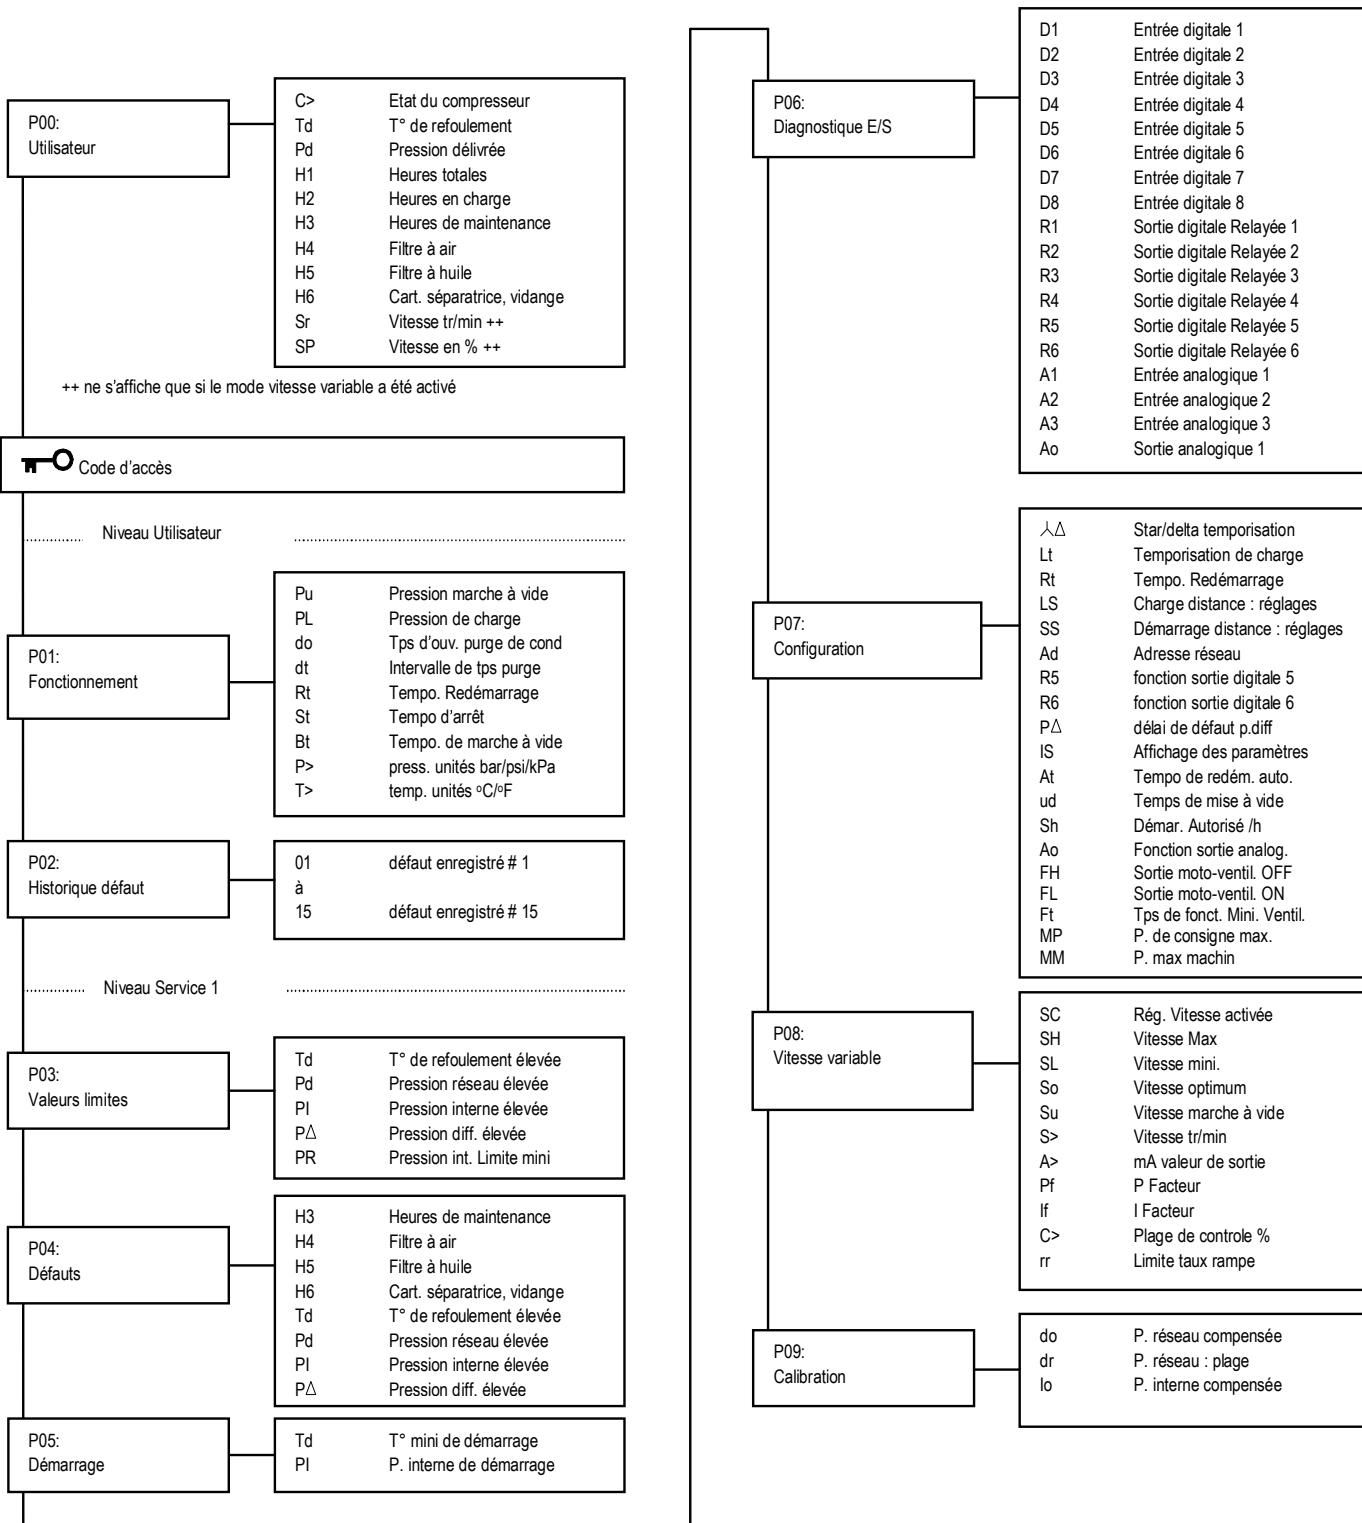 P00:
Utilisateur
C> Etat du compresseur
Td T° de refoulement
Pd Pression délivrée
H1 Heures totales
H2 Heures en charge
H3 Heures de maintenance
H4 Filtre à air
H5 Filtre à huile
H6 Cart. séparatrice, vidange
Sr Vitesse tr/min ++
SP Vitesse en % ++
++ ne s'affiche que si le mode vitesse variable a été activé
Code d'accès
Niveau Utilisateur
P01:
Fonctionnement
Pu Pression marche à vide
PL Pression de charge
do Tps d'ouv. purge de cond
dt Intervalle de tps purge
Rt Tempo. Redémarrage
St Tempo d'arrêt
Bt Tempo. de marche à vide
P> press. unités bar/psi/kPa
T> temp. unités ºC/ºF
P02:
Historique défaut
01 défaut enregistré # 1
à
15 défaut enregistré # 15
Niveau Service 1
P03:
Valeurs limites
Td T° de refoulement élevée
Pd Pression réseau élevée
PI Pression interne élevée
PΔ Pression diff. élevée
PR Pression int. Limite mini
P04:
Défauts
H3 Heures de maintenance
H4 Filtre à air
H5 Filtre à huile
H6 Cart. séparatrice, vidange
Td T° de refoulement élevée
Pd Pression réseau élevée
PI Pression interne élevée
PΔ Pression diff. élevée
P05:
Démarrage
Td T° mini de démarrage
PI P. interne de démarrage
P06:
Diagnostique E/S
D1 Entrée digitale 1
D2 Entrée digitale 2
D3 Entrée digitale 3
D4 Entrée digitale 4
D5 Entrée digitale 5
D6 Entrée digitale 6
D7 Entrée digitale 7
D8 Entrée digitale 8
R1 Sortie digitale Relayée 1
R2 Sortie digitale Relayée 2
R3 Sortie digitale Relayée 3
R4 Sortie digitale Relayée 4
R5 Sortie digitale Relayée 5
R6 Sortie digitale Relayée 6
A1 Entrée analogique 1
A2 Entrée analogique 2
A3 Entrée analogique 3
Ao Sortie analogique 1
P07:
Configuration
⅄Δ Star/delta temporisation
Lt Temporisation de charge
Rt Tempo. Redémarrage
LS Charge distance : réglages
SS Démarrage distance : réglages
Ad Adresse réseau
R5 fonction sortie digitale 5
R6 fonction sortie digitale 6
PΔ délai de défaut p.diff
IS Affichage des paramètres
At Tempo de redém. auto.
ud Temps de mise à vide
Sh Démar. Autorisé /h
Ao Fonction sortie analog.
FH Sortie moto-ventil. OFF
FL Sortie moto-ventil. ON
Ft Tps de fonct. Mini. Ventil.
MP P. de consigne max.
MM P. max machin
P08:
Vitesse variable
SC Rég. Vitesse activée
SH Vitesse Max
SL Vitesse mini.
So Vitesse optimum
Su Vitesse marche à vide
S> Vitesse tr/min
A> mA valeur de sortie
Pf P Facteur
If I Facteur
C> Plage de controle %
rr Limite taux rampe
P09:
Calibration
do P. réseau compensée
dr P. réseau : plage
Io P. interne compensée